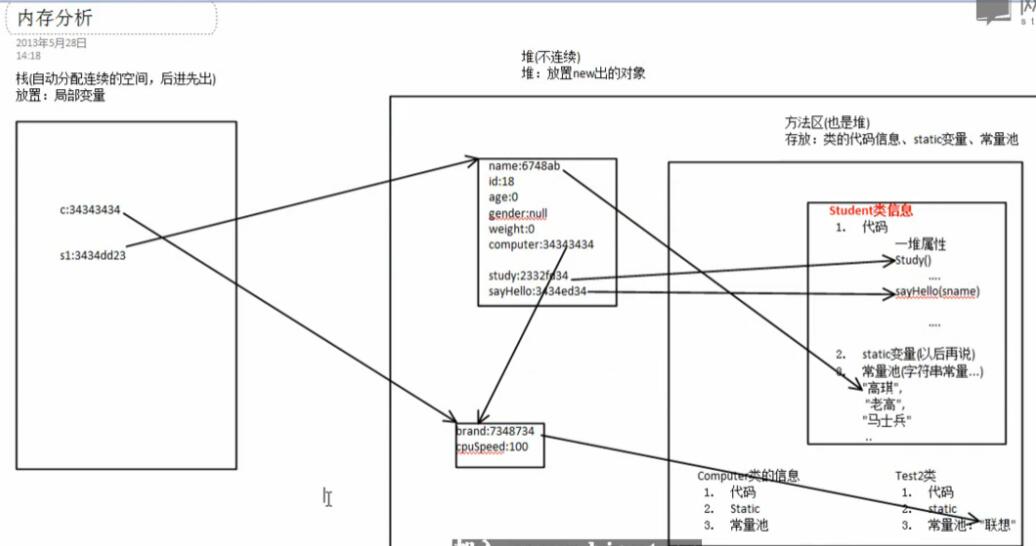 内存分析
2013年5月28日
14:18
栈(自动分配连续的空间，后进先出)
放置：局部变量
c:34343434
s1:3434dd23
堆(不连续)
堆：放置new出的对象
name:6748ab
id:18
age:0
gender:null
weight:0
computer:34343434
study:2332fd34
sayHello:3434ed34
brand:7348734
cpuSpeed:100
方法区(也是堆)
存放：类的代码信息、static变量、常量池
Student类信息
1. 代码
一堆属性
Study()
....
sayHello(sname)
....
2. static变量(以后再说)
3. 常量池(字符串常量...)
"高琪",
"老高",
"马士兵"
..
Computer类的信息
1. 代码
2. Static
3. 常量池
Test2类
1. 代码
2. static
3. 常量池："联想"